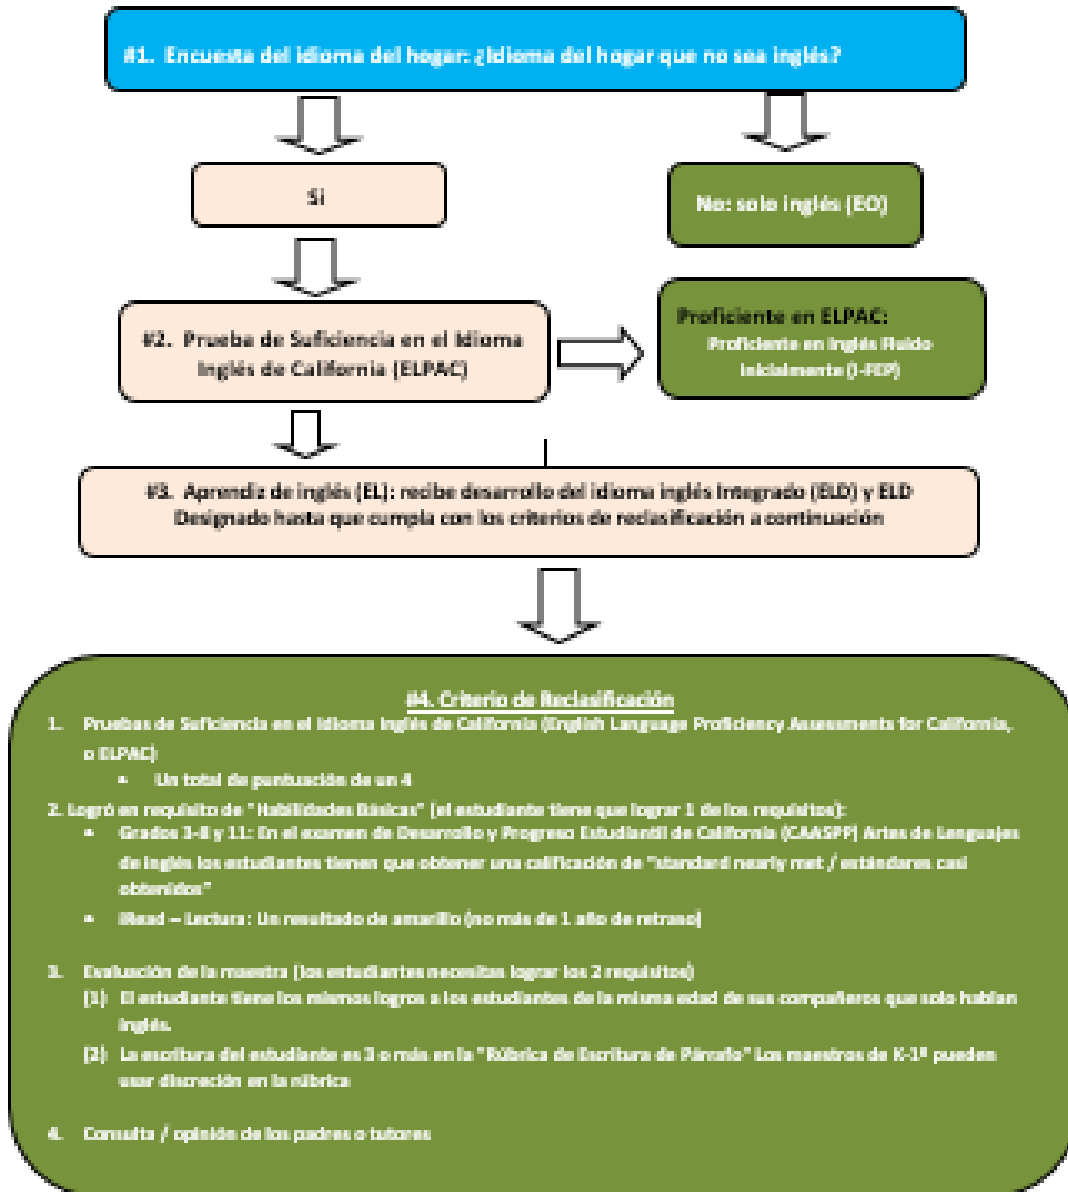 #1. Encuesta del idioma del hogar: ¿Idioma del hogar que no sea inglés?
Si
No: solo inglés (EO)
#2. Prueba de Suficiencia en el Idioma
Inglés de California (ELPAC)
Proficiente en ELPAC:
Proficiente en Inglés Fluido
Inicialmente (I-FEP)
#3. Aprendiz de inglés (EL): recibe desarrollo del idioma inglés Integrado (ELD) y ELD
Designado hasta que cumpla con los criterios de reclasificación a continuación
#4. Criterio de Reclasificación
1. Pruebas de Suficiencia en el Idioma Inglés de California (English Language Proficiency Assessments for California,
o ELPAC)
• Un total de puntuación de un 4
2. Logró en requisito de "Habilidades Básicas" (el estudiante tiene que lograr 1 de los requisitos):
• Grados 3-8 y 11: En el examen de Desarrollo y Progreso Estudiantil de California (CAASPP) Artes de Lenguajes
de inglés los estudiantes tienen que obtener una calificación de "standard nearly met / estándares casi
obtenidos"
• iRead – Lectura: Un resultado de amarillo (no más de 1 año de retraso)
3. Evaluación de la maestra (los estudiantes necesitas lograr los 2 requisitos)
(1) El estudiante tiene los mismos logros a los estudiantes de la misma edad de sus compañeros que solo hablan
inglés.
(2) La escritura del estudiante es 3 o más en la "Rúbrica de Escritura de Párrafo" Los maestros de K-1º pueden
usar discreción en la rúbrica
4. Consulta / opinión de los padres o tutores